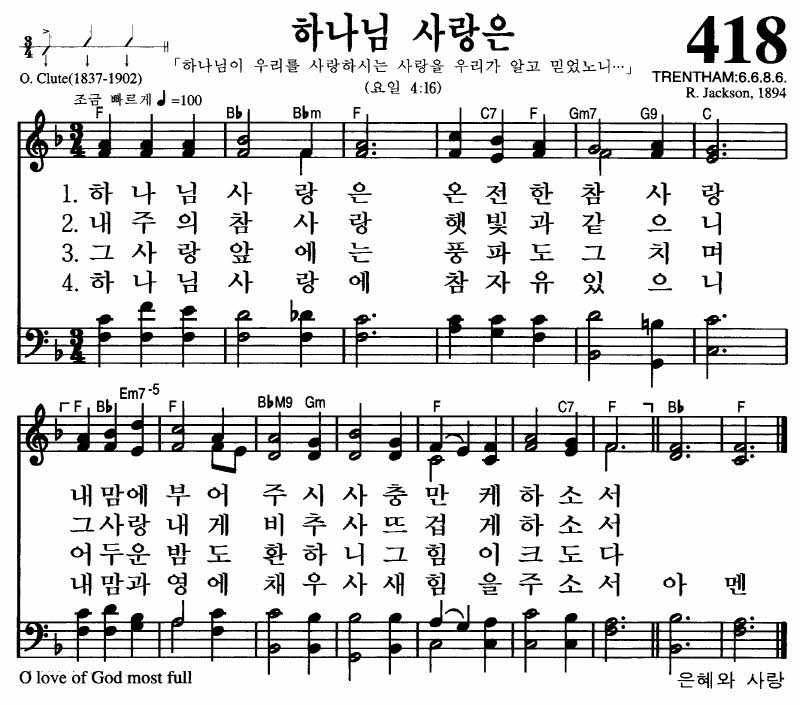 하나님 사랑은
418
「하나님이 우리를 사랑하시는 사랑을 우리가 알고 믿었노니…」
(요일 4:16)
O. Clute(1837-1902)
TRENTHAM:6.6.8.6.
R. Jackson, 1894
조금 빠르게 ♩=100
F B♭ B♭m F C7 F Gm7 G9 C
1. 하 나 님 사 랑 은 온 전 한 참 사 랑
2. 내 주 의 참 사 랑 햇 빛 과 같 으 니
3. 그 사 랑 앞 에 는 풍 파 도 그 치 며
4. 하 나 님 사 랑 에 참 자 유 있 으 니
F B♭ Em7-5 F B♭M9 Gm F C7 F B♭ F
내 맘 에 부 어 주 시 사 충 만 케 하 소 서
그 사 랑 내 게 비 추 사 뜨 겁 게 하 소 서
어 두 운 밤 도 환 하 니 그 힘 이 크 도 다
내 맘 과 영 에 채 우 사 새 힘 을 주 소 서 아 멘
O love of God most full
은혜와 사랑